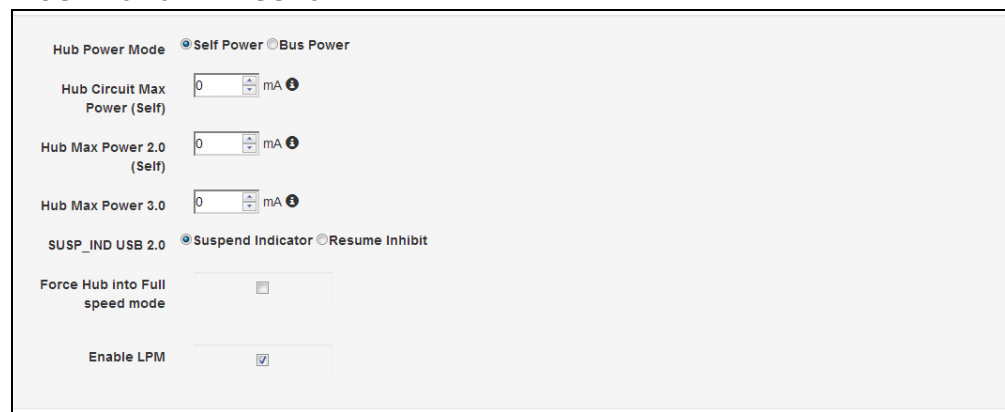 Hub Power Mode Self Power Bus Power
Hub Circuit Max
Power (Self)
0 mA
Hub Max Power 2.0
(Self)
0 mA
Hub Max Power 3.0 0 mA
SUSP_IND USB 2.0 Suspend Indicator Resume Inhibit
Force Hub into Full
speed mode
Enable LPM